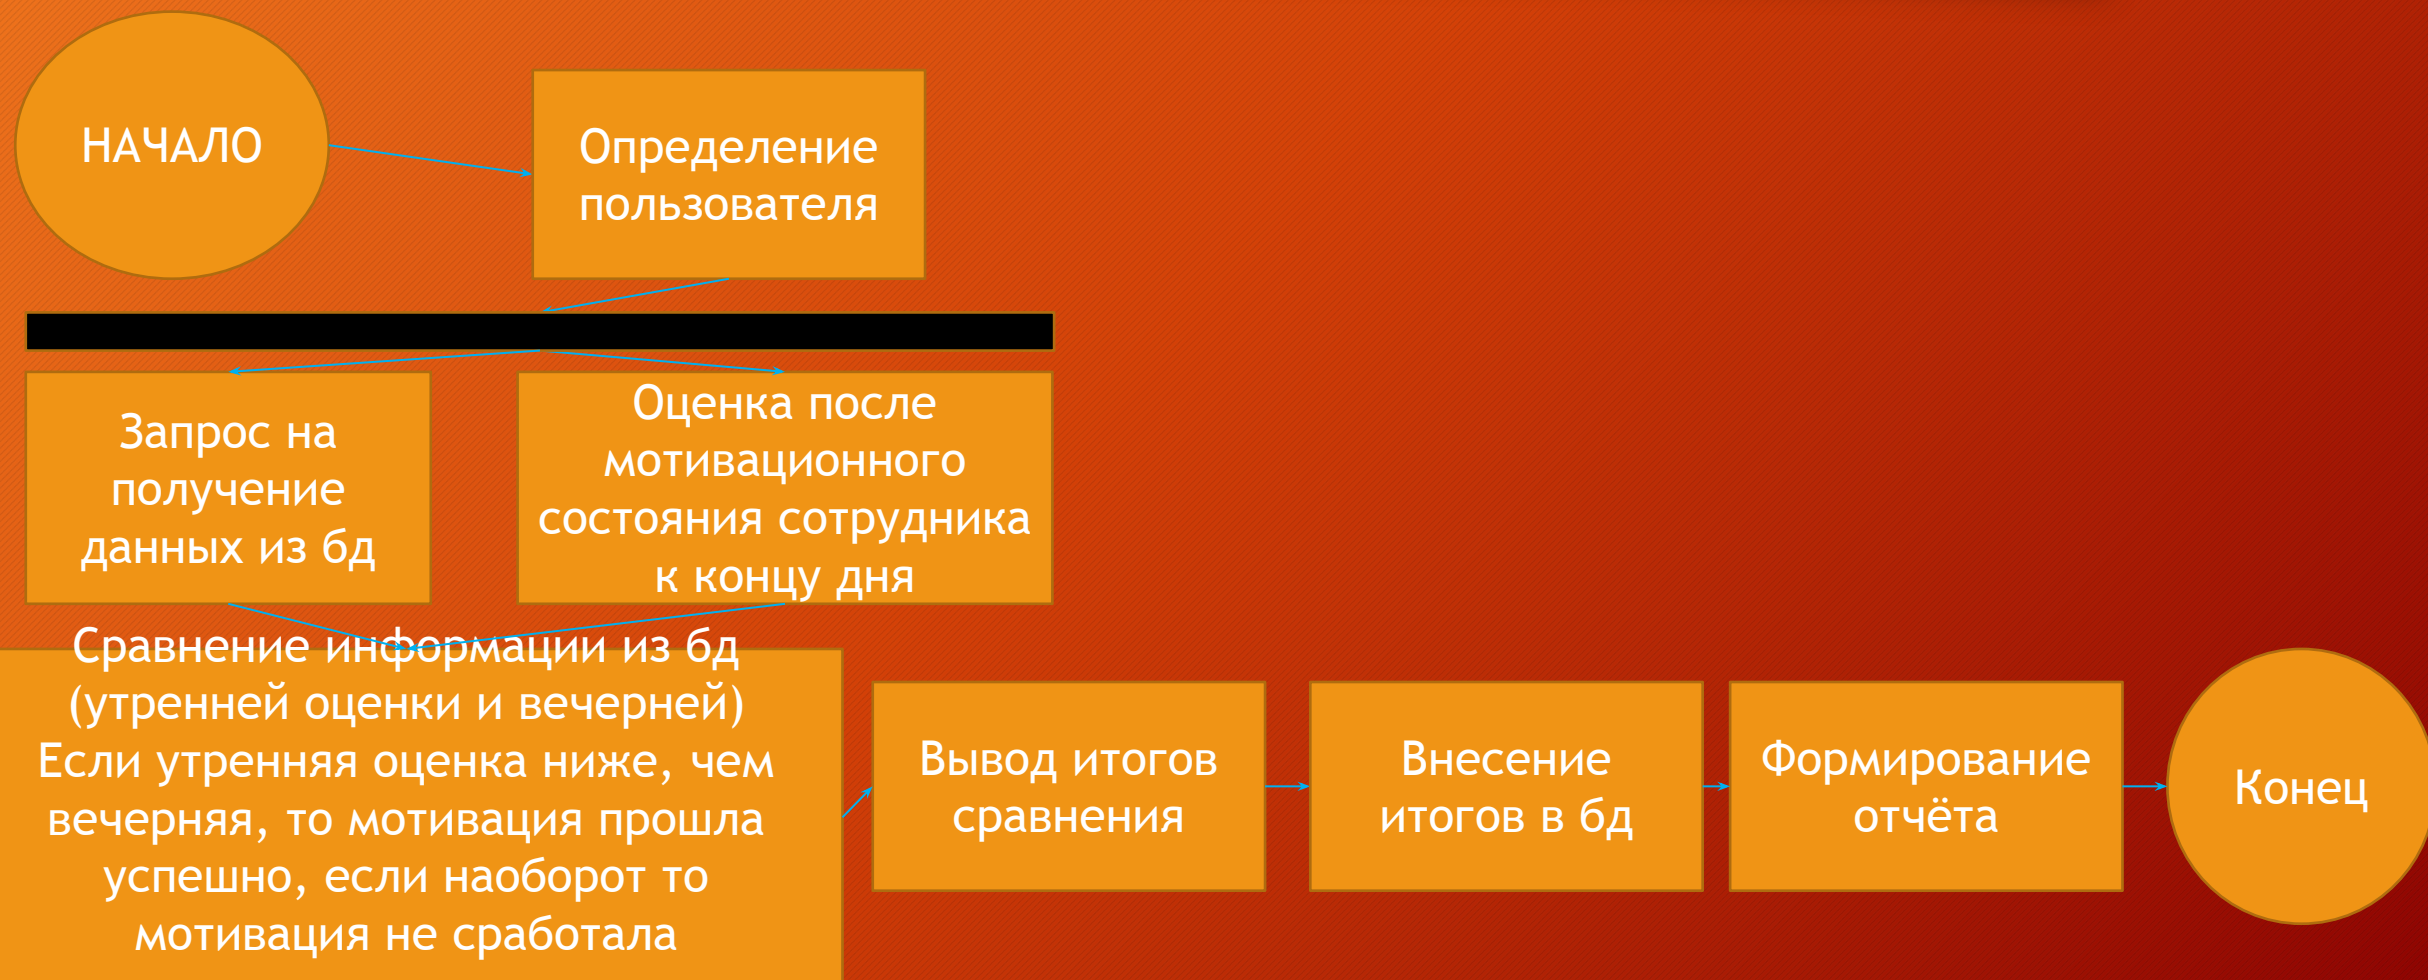 НАЧАЛО
Определение
пользователя
Запрос на
получение
данных из бд
Оценка после
мотивационного
состояния сотрудника
к концу дня
Сравнение информации из бд
(утренней оценки и вечерней)
Если утренняя оценка ниже, чем
вечерняя, то мотивация прошла
успешно, если наоборот то
мотивация не сработала
Вывод итогов
сравнения
Внесение
итогов в бд
Формирование
отчёта
Конец